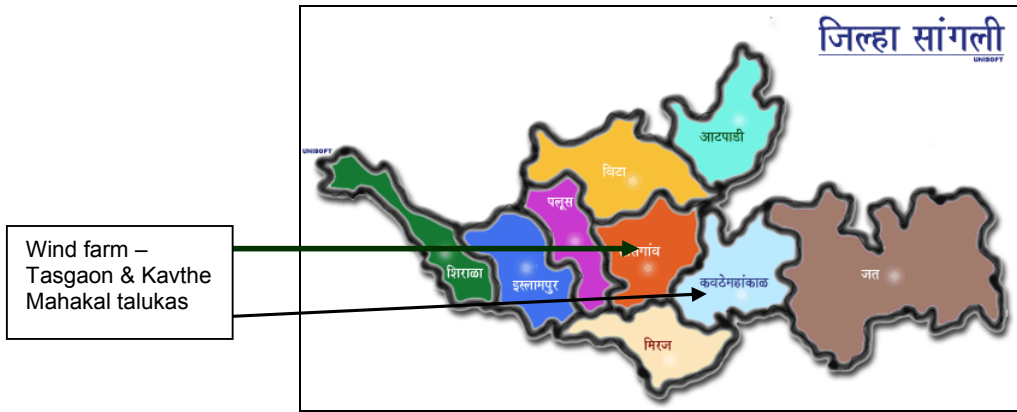 जिल्हा सांगली
UNISOFT
आटपाडी
UNISOFT
विटा
पलूस
Wind farm –
Tasgaon & Kavthe
Mahakal talukas
शिराळा
इस्लामपुर
कवठेमहांकाळ
जत
मिरज